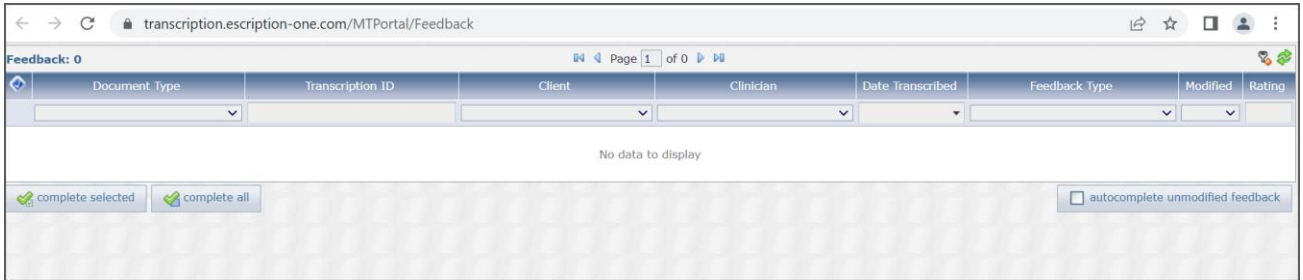 transcription.escription-one.com/MTPortal/Feedback
Feedback: 0 Page 1 of 0
Document Type Transcription ID Client Clinician Date Transcribed Feedback Type Modified Rating
No data to display
complete selected complete all autocomplete unmodified feedback